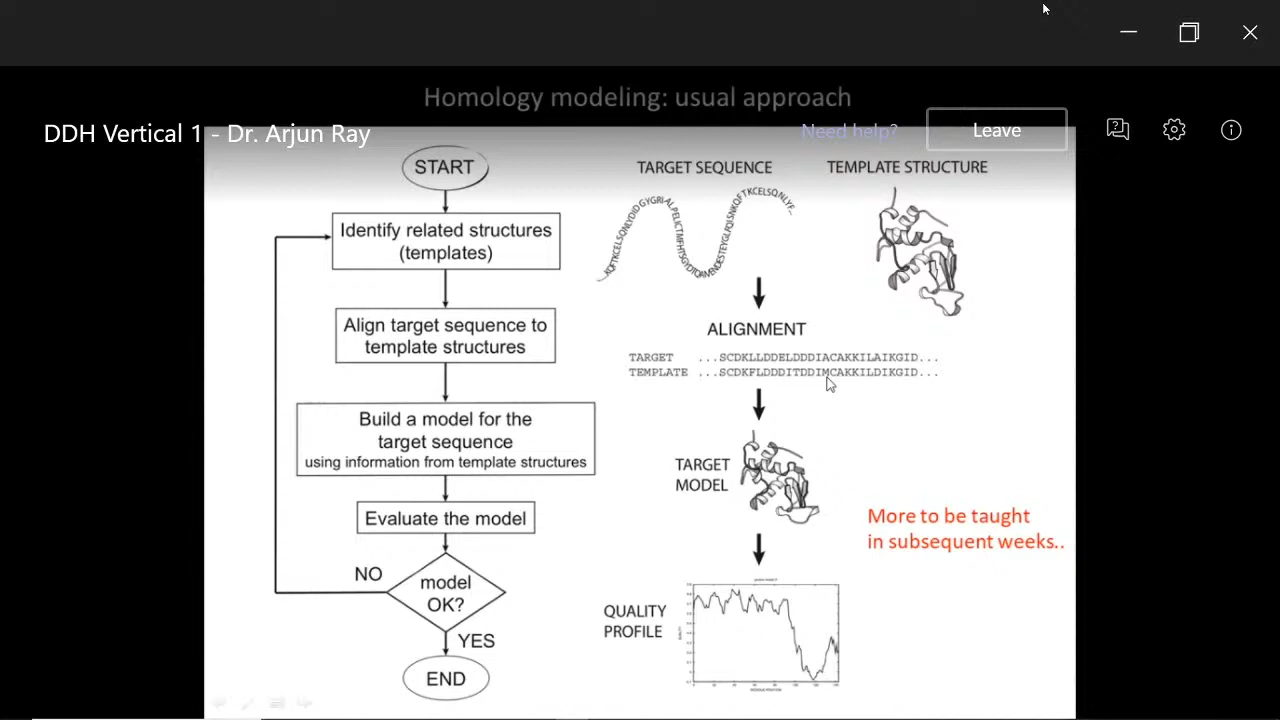 Homology modeling: usual approach
DDH Vertical 1 - Dr. Arjun Ray
Need help?
Leave
START
Identify related structures
(templates)
Align target sequence to
template structures
Build a model for the
target sequence
using information from template structures
Evaluate the model
model
OK?
NO
YES
END
TARGET SEQUENCE
TEMPLATE STRUCTURE
ALIGNMENT
TARGET ...SCDKLLDDELDDDIACAKKILAIKGID...
TEMPLATE ...SCDKFLDDDITDDIMCAKKILDIKGID...
TARGET
MODEL
More to be taught
in subsequent weeks..
QUALITY
PROFILE